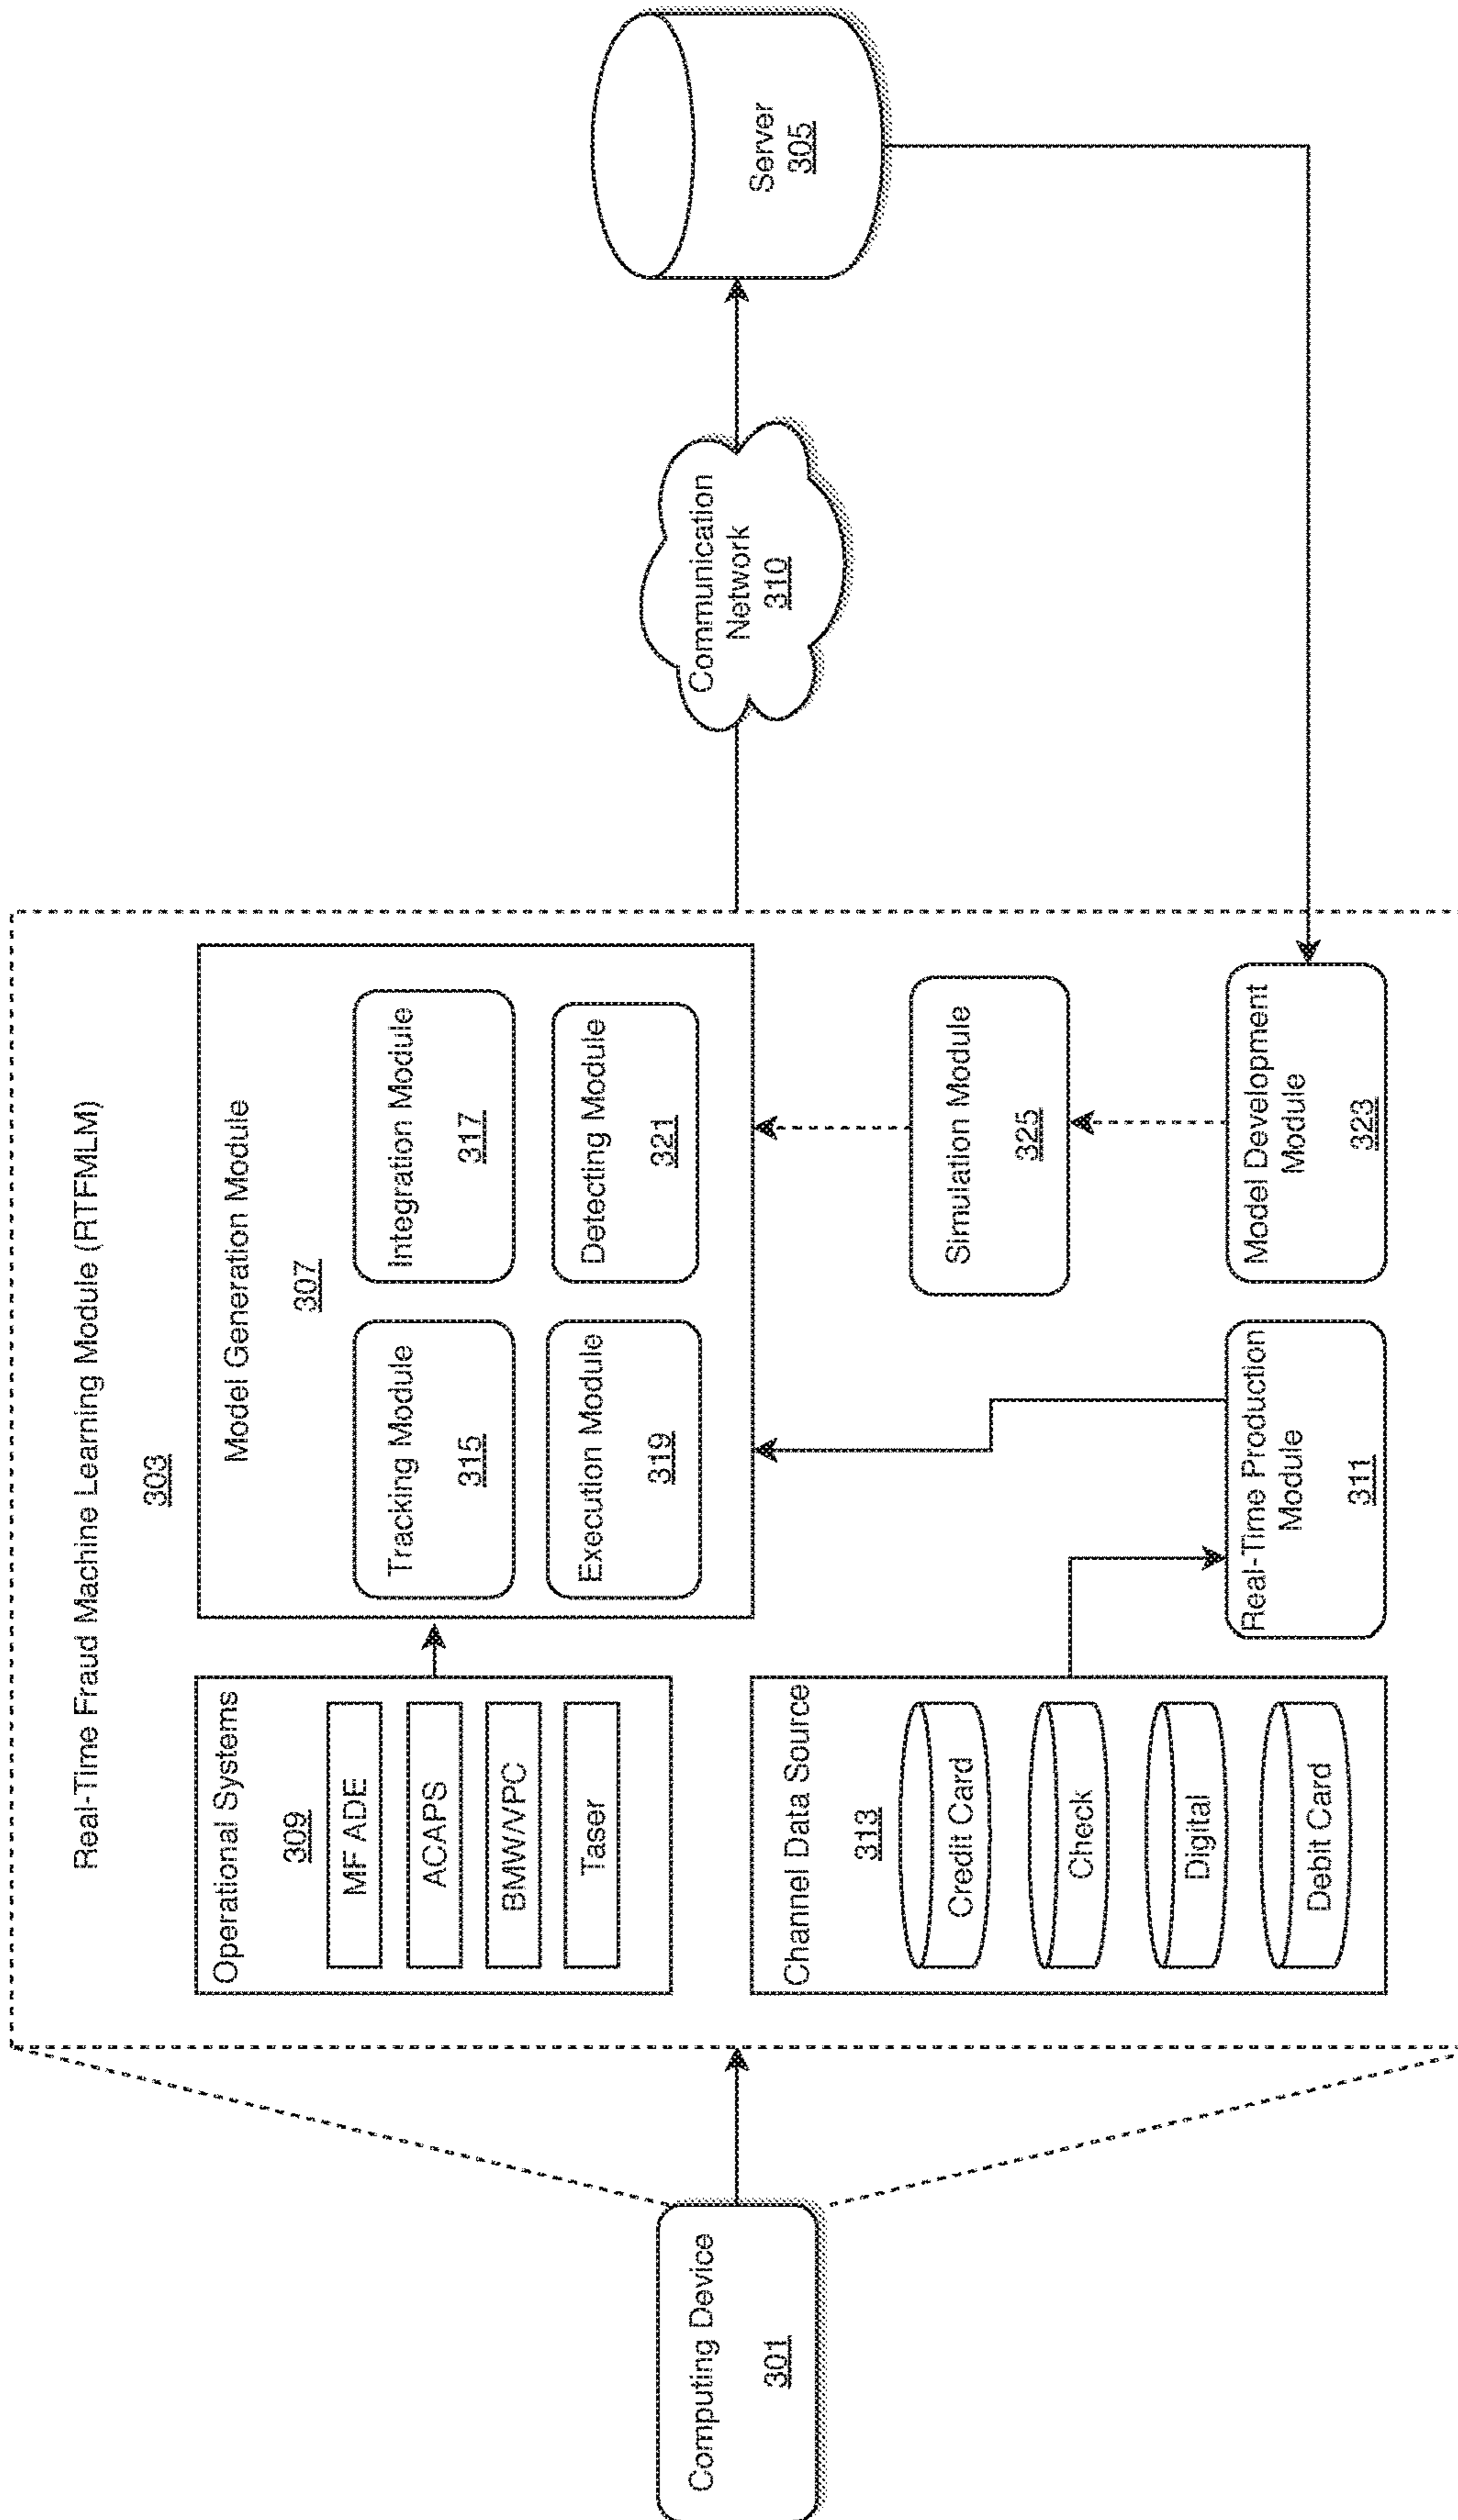 Real-Time Fraud Machine Learning Module (RTFMLM)
303
Computing Device
301
Operational Systems
309
MF ADE
ACAPS
BMW/VPC
Taser
Channel Data Source
313
Credit Card
Check
Digital
Debit Card
Model Generation Module
307
Tracking Module
315
Integration Module
317
Execution Module
319
Detecting Module
321
Simulation Module
325
Real-Time Production
Module
311
Model Development
Module
323
Communication
Network
310
Server
305